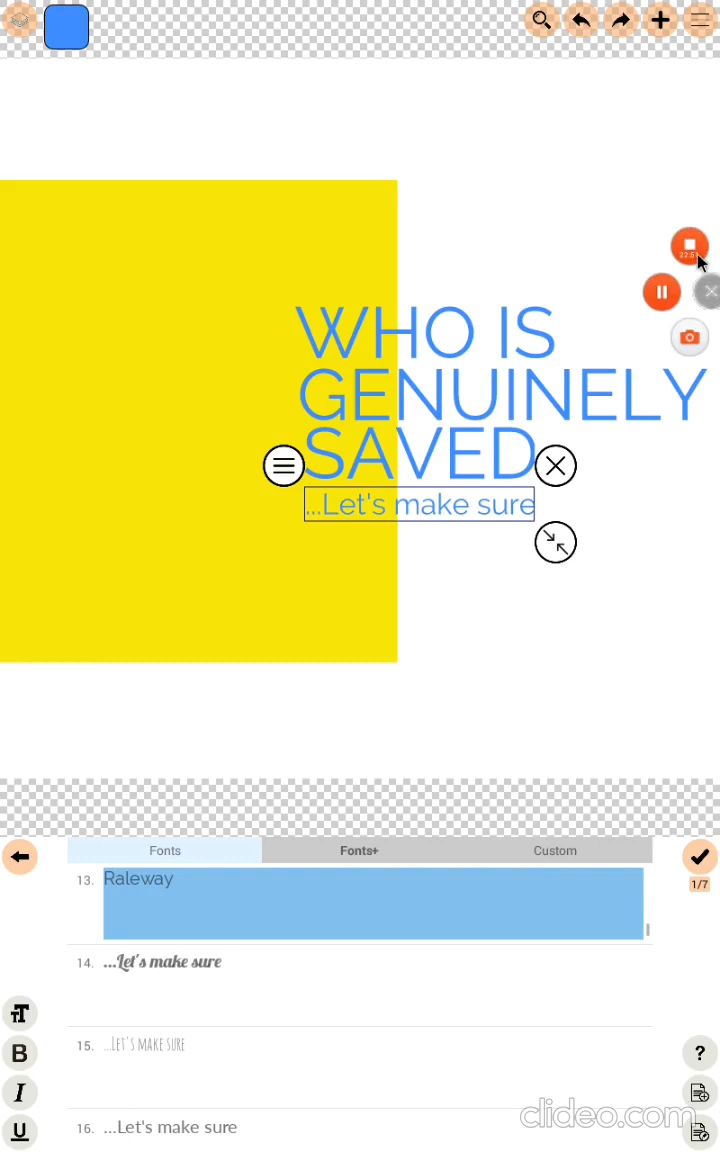 22:51
WHO IS
GENUINELY
SAVED
...Let's make sure
Fonts
Fonts+
Custom
1/7
13. Raleway
14. ...Let's make sure
15. ...Let's make sure
16. ...Let's make sure
TT
B
I
U
?
clideo.com